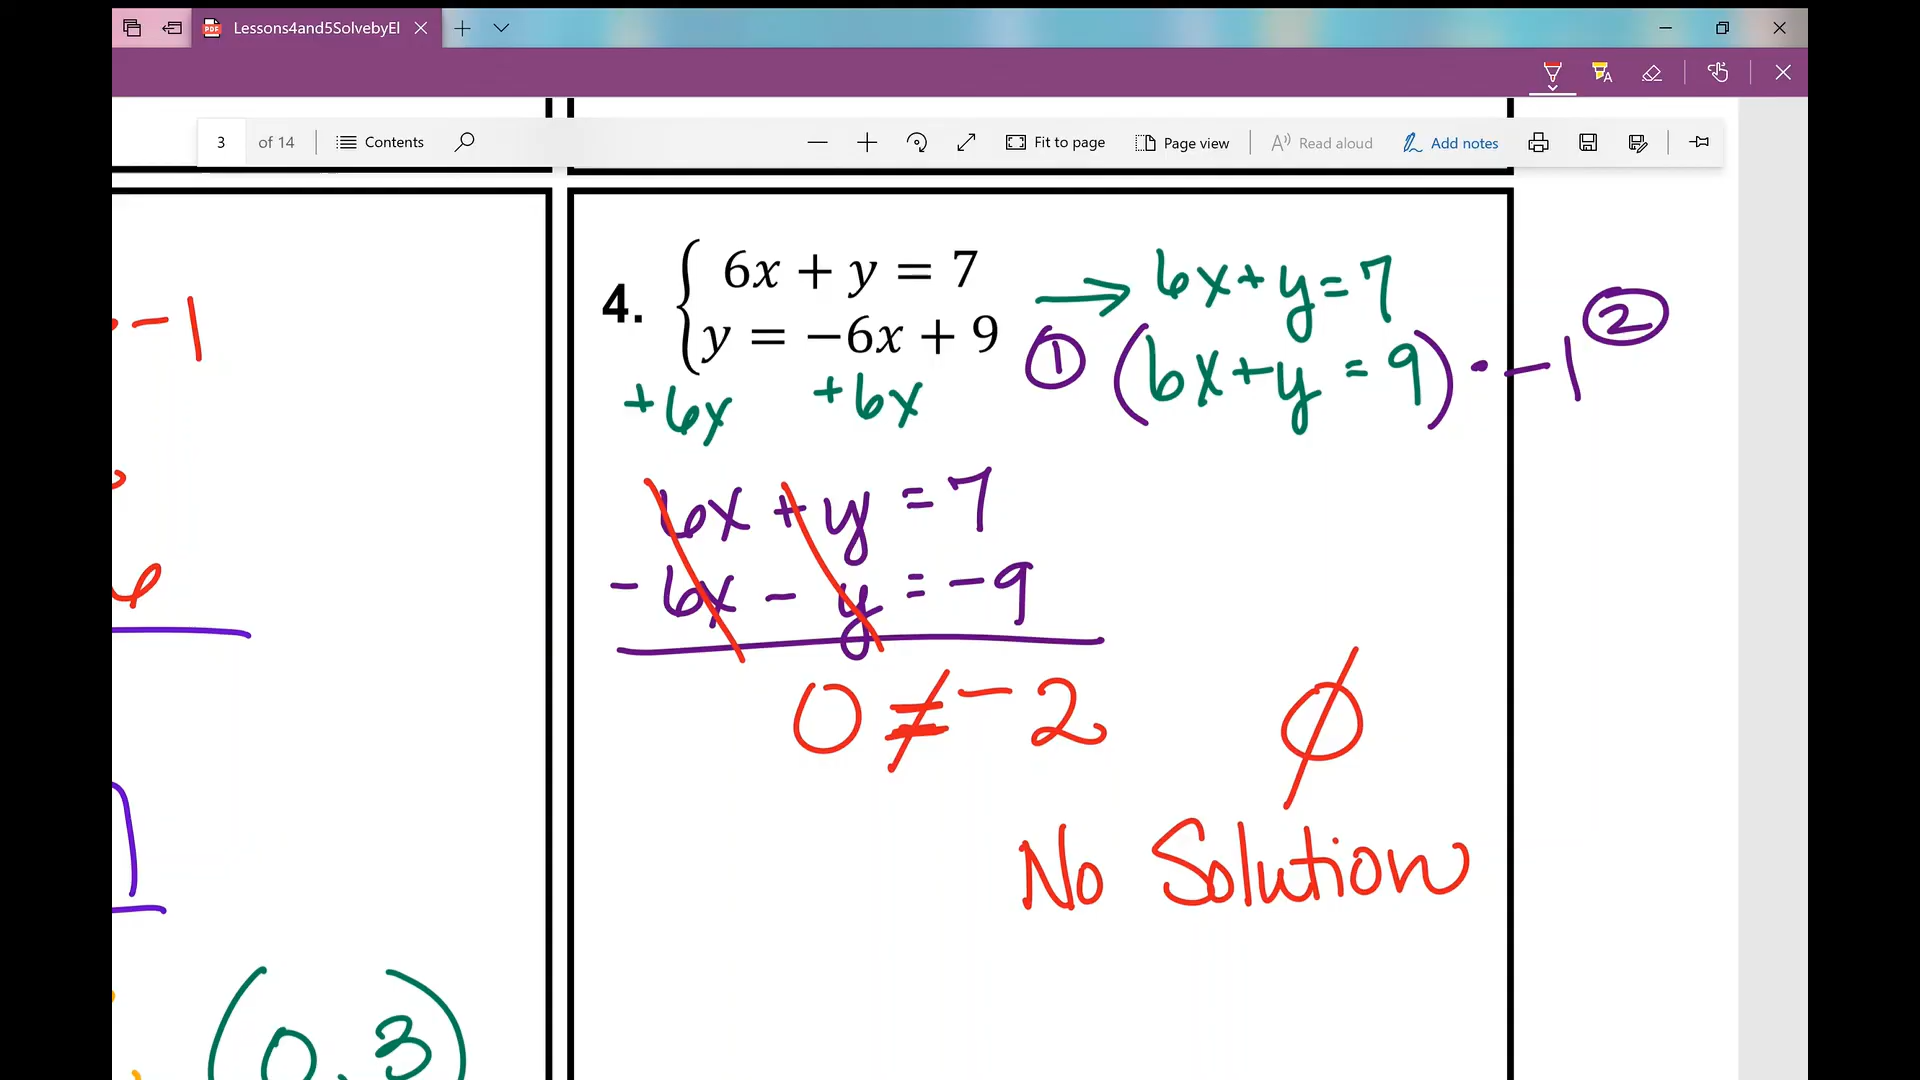 Lessons4and5SolvebyEl
3 of 14 Contents Fit to page Page view Read aloud Add notes
4. 6x + y = 7 → 6x+y=7
y = −6x + 9 ① (6x+y = 9) · −1 ②
+6x +6x
· −1
6x + y = 7
- 6x - y = -9
0 ≠ -2 ∅
No Solution
(0, 3)